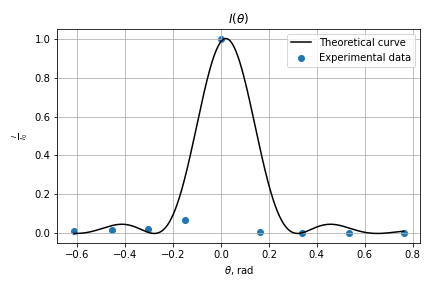 I(θ)
Theoretical curve
Experimental data
1.0
0.8
0.6
0.4
0.2
0.0
I/I₀
−0.6 −0.4 −0.2 0.0 0.2 0.4 0.6 0.8
θ, rad